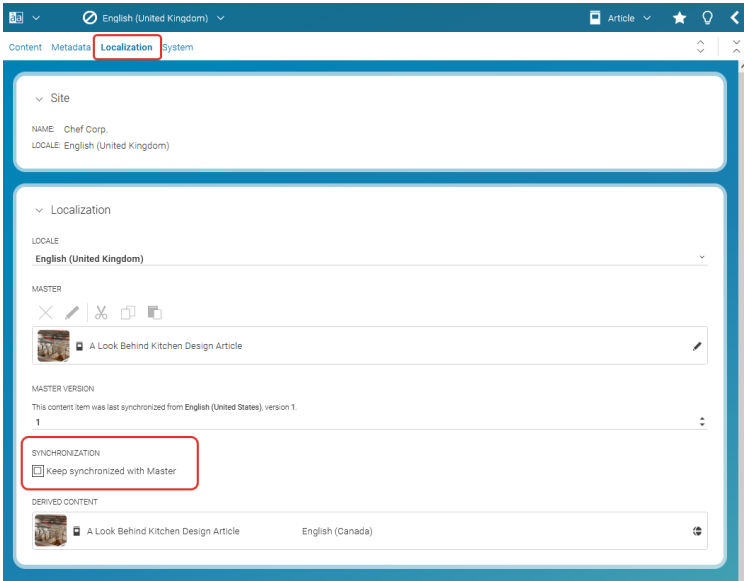 English (United Kingdom)
Article
Content Metadata Localization System
Site
NAME: Chef Corp.
LOCALE: English (United Kingdom)
Localization
LOCALE
English (United Kingdom)
MASTER
A Look Behind Kitchen Design Article
MASTER VERSION
This content item was last synchronized from English (United States), version 1.
1
SYNCHRONIZATION
Keep synchronized with Master
DERIVED CONTENT
A Look Behind Kitchen Design Article English (Canada)